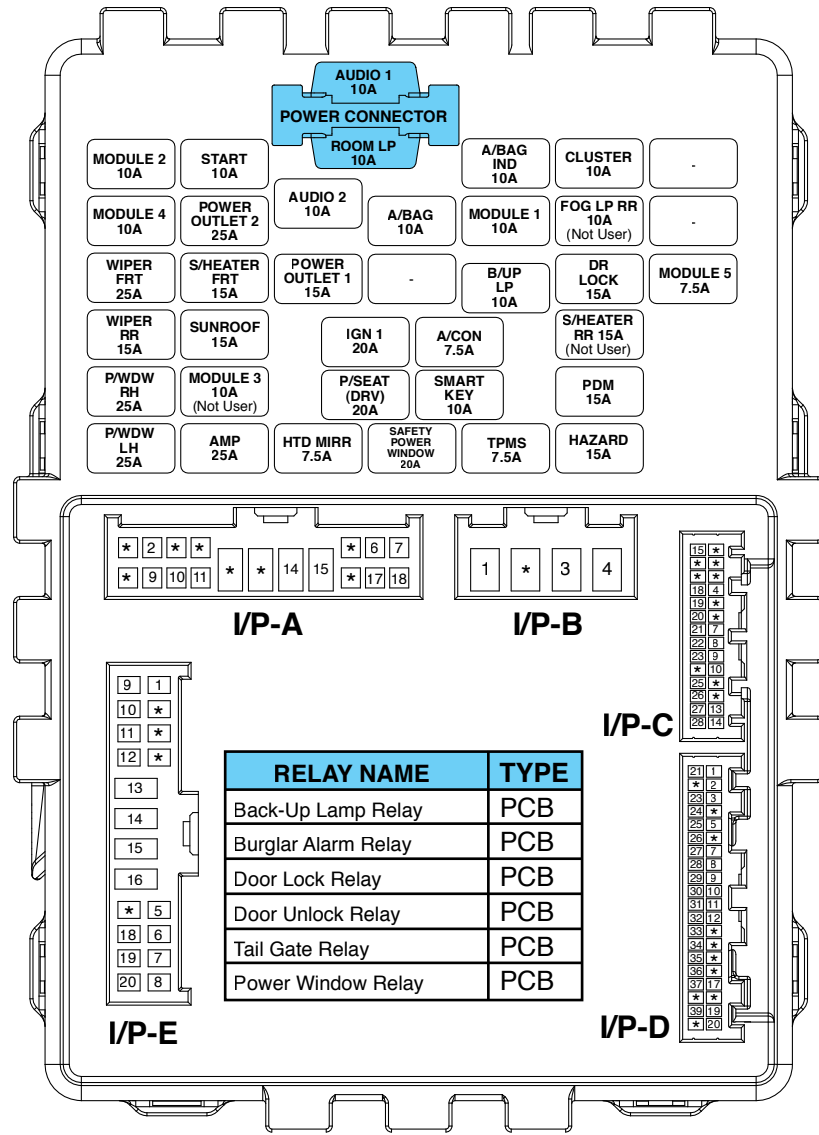 AUDIO 1
10A
POWER CONNECTOR
ROOM LP
10A
MODULE 2
10A
START
10A
A/BAG
IND
10A
CLUSTER
10A
-
AUDIO 2
10A
MODULE 4
10A
POWER
OUTLET 2
25A
A/BAG
10A
MODULE 1
10A
FOG LP RR
10A
(Not User)
-
WIPER
FRT
25A
S/HEATER
FRT
15A
POWER
OUTLET 1
15A
-
B/UP
LP
10A
DR
LOCK
15A
MODULE 5
7.5A
WIPER
RR
15A
SUNROOF
15A
IGN 1
20A
A/CON
7.5A
S/HEATER
RR 15A
(Not User)
P/WDW
RH
25A
MODULE 3
10A
(Not User)
P/SEAT
(DRV)
20A
SMART
KEY
10A
PDM
15A
P/WDW
LH
25A
AMP
25A
HTD MIRR
7.5A
SAFETY
POWER
WINDOW
20A
TPMS
7.5A
HAZARD
15A
* 2 * * * * 14 15 * 6 7
* 9 10 11 * 17 18
I/P-A
1 * 3 4
I/P-B
15 *
* *
* *
18 4
19 *
20 *
21 7
22 8
23 9
* 10
25 *
26 *
27 13
28 14
I/P-C
9 1
10 *
11 *
12 *
13
14
15
16
* 5
18 6
19 7
20 8
I/P-E
RELAY NAME TYPE
Back-Up Lamp Relay PCB
Burglar Alarm Relay PCB
Door Lock Relay PCB
Door Unlock Relay PCB
Tail Gate Relay PCB
Power Window Relay PCB
21 1
* 2
23 3
24 *
25 5
26 *
27 7
28 8
29 9
30 10
31 11
32 12
33 *
34 *
35 *
36 *
37 17
* *
39 19
* 20
I/P-D